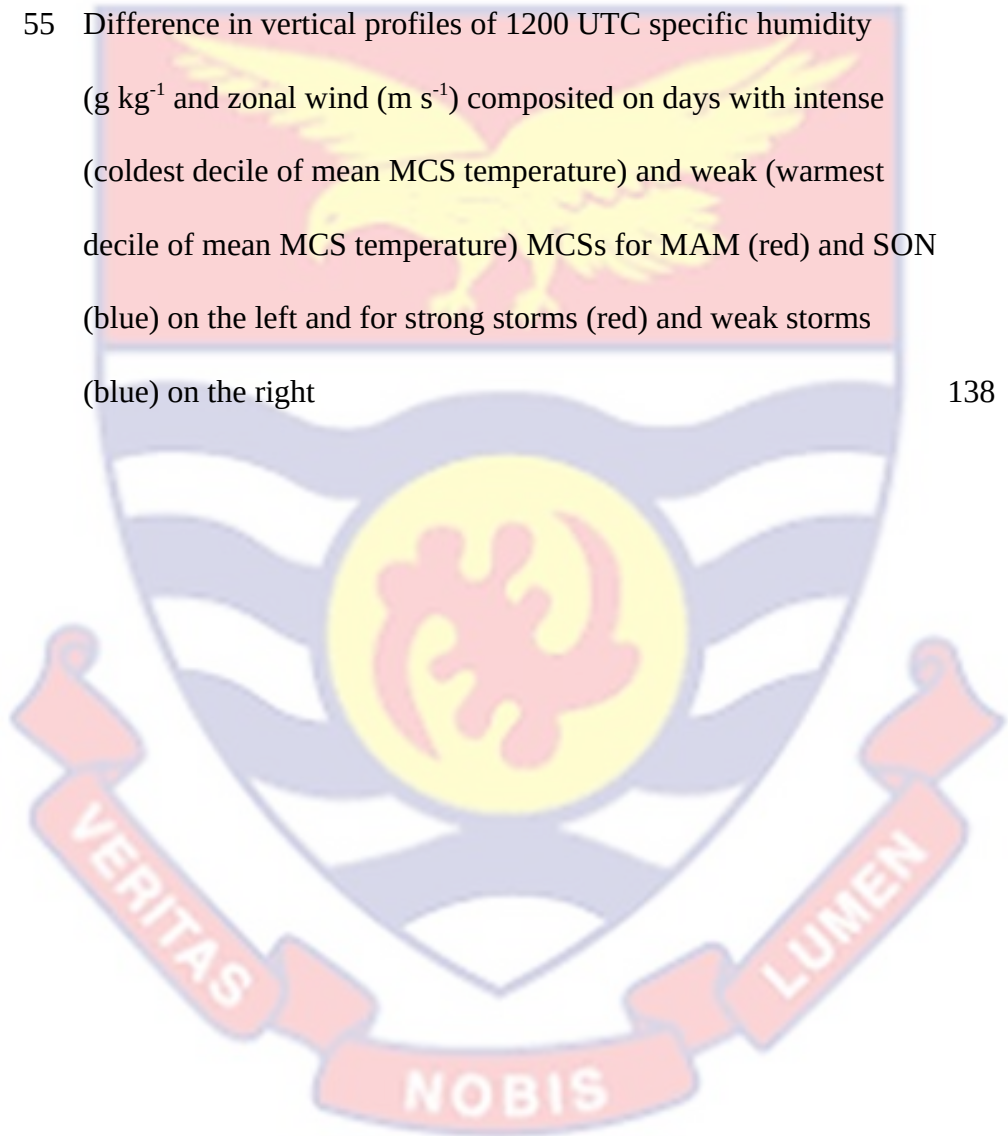 55 Difference in vertical profiles of 1200 UTC specific humidity
(g kg⁻¹ and zonal wind (m s⁻¹) composited on days with intense
(coldest decile of mean MCS temperature) and weak (warmest
decile of mean MCS temperature) MCSs for MAM (red) and SON
(blue) on the left and for strong storms (red) and weak storms
(blue) on the right 138
VERITAS
NOBIS
LUMEN